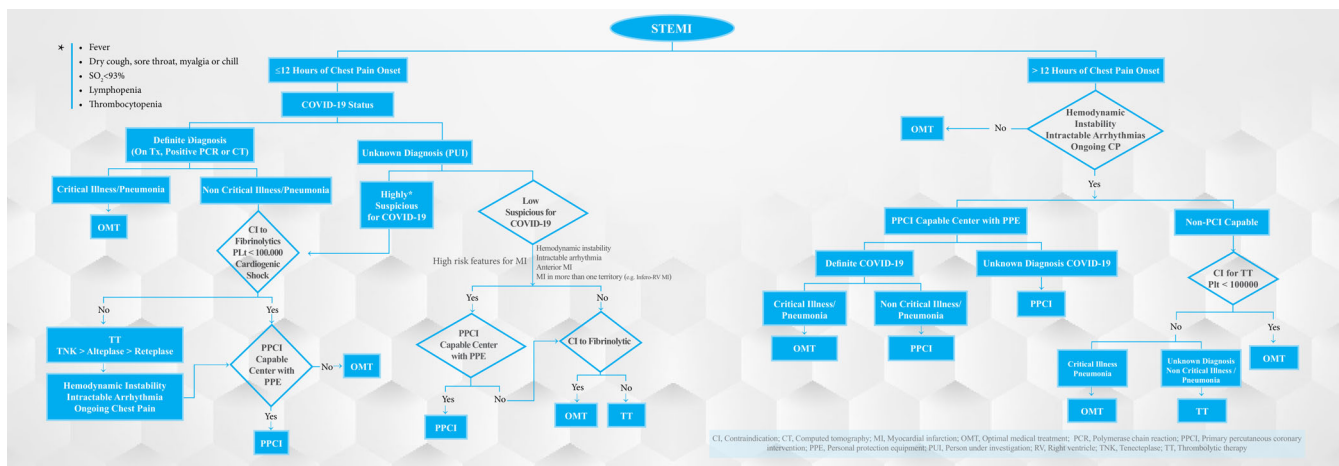 STEMI
*
• Fever
• Dry cough, sore throat, myalgia or chill
• SO₂<93%
• Lymphopenia
• Thrombocytopenia
≤12 Hours of Chest Pain Onset
COVID-19 Status
Definite Diagnosis
(On Tx, Positive PCR or CT)
Unknown Diagnosis (PUI)
Critical Illness/Pneumonia
Non Critical Illness/Pneumonia
OMT
Highly*
Suspicious
for COVID-19
Low
Suspicious for
COVID-19
CI to
Fibrinolytics
PLt < 100.000
Cardiogenic
Shock
High risk features for MI
Hemodynamic instability
Intractable arrhythmia
Anterior MI
MI in more than one territory (e.g. Infero-RV MI)
No
Yes
TT
TNK > Alteplase > Reteplase
Hemodynamic Instability
Intractable Arrhythmia
Ongoing Chest Pain
PPCI
Capable
Center with
PPE
No
OMT
Yes
PPCI
Yes
No
PPCI
Capable Center
with PPE
CI to Fibrinolytic
Yes
No
PPCI
Yes
No
OMT
TT
> 12 Hours of Chest Pain Onset
Hemodynamic
Instability
Intractable Arrhythmias
Ongoing CP
No
OMT
Yes
PPCI Capable Center with PPE
Non-PCI Capable
Definite COVID-19
Unknown Diagnosis COVID-19
PPCI
Critical Illness/
Pneumonia
Non Critical Illness/
Pneumonia
OMT
PPCI
CI for TT
Plt < 100000
No
Yes
OMT
Critical Illness
Pneumonia
Unknown Diagnosis
Non Critical Illness /
Pneumonia
OMT
TT
CI, Contraindication; CT, Computed tomography; MI, Myocardial infarction; OMT, Optimal medical treatment; PCR, Polymerase chain reaction; PPCI, Primary percutaneous coronary
intervention; PPE, Personal protection equipment; PUI, Person under investigation; RV, Right ventricle; TNK, Tenecteplase; TT, Thrombolytic therapy